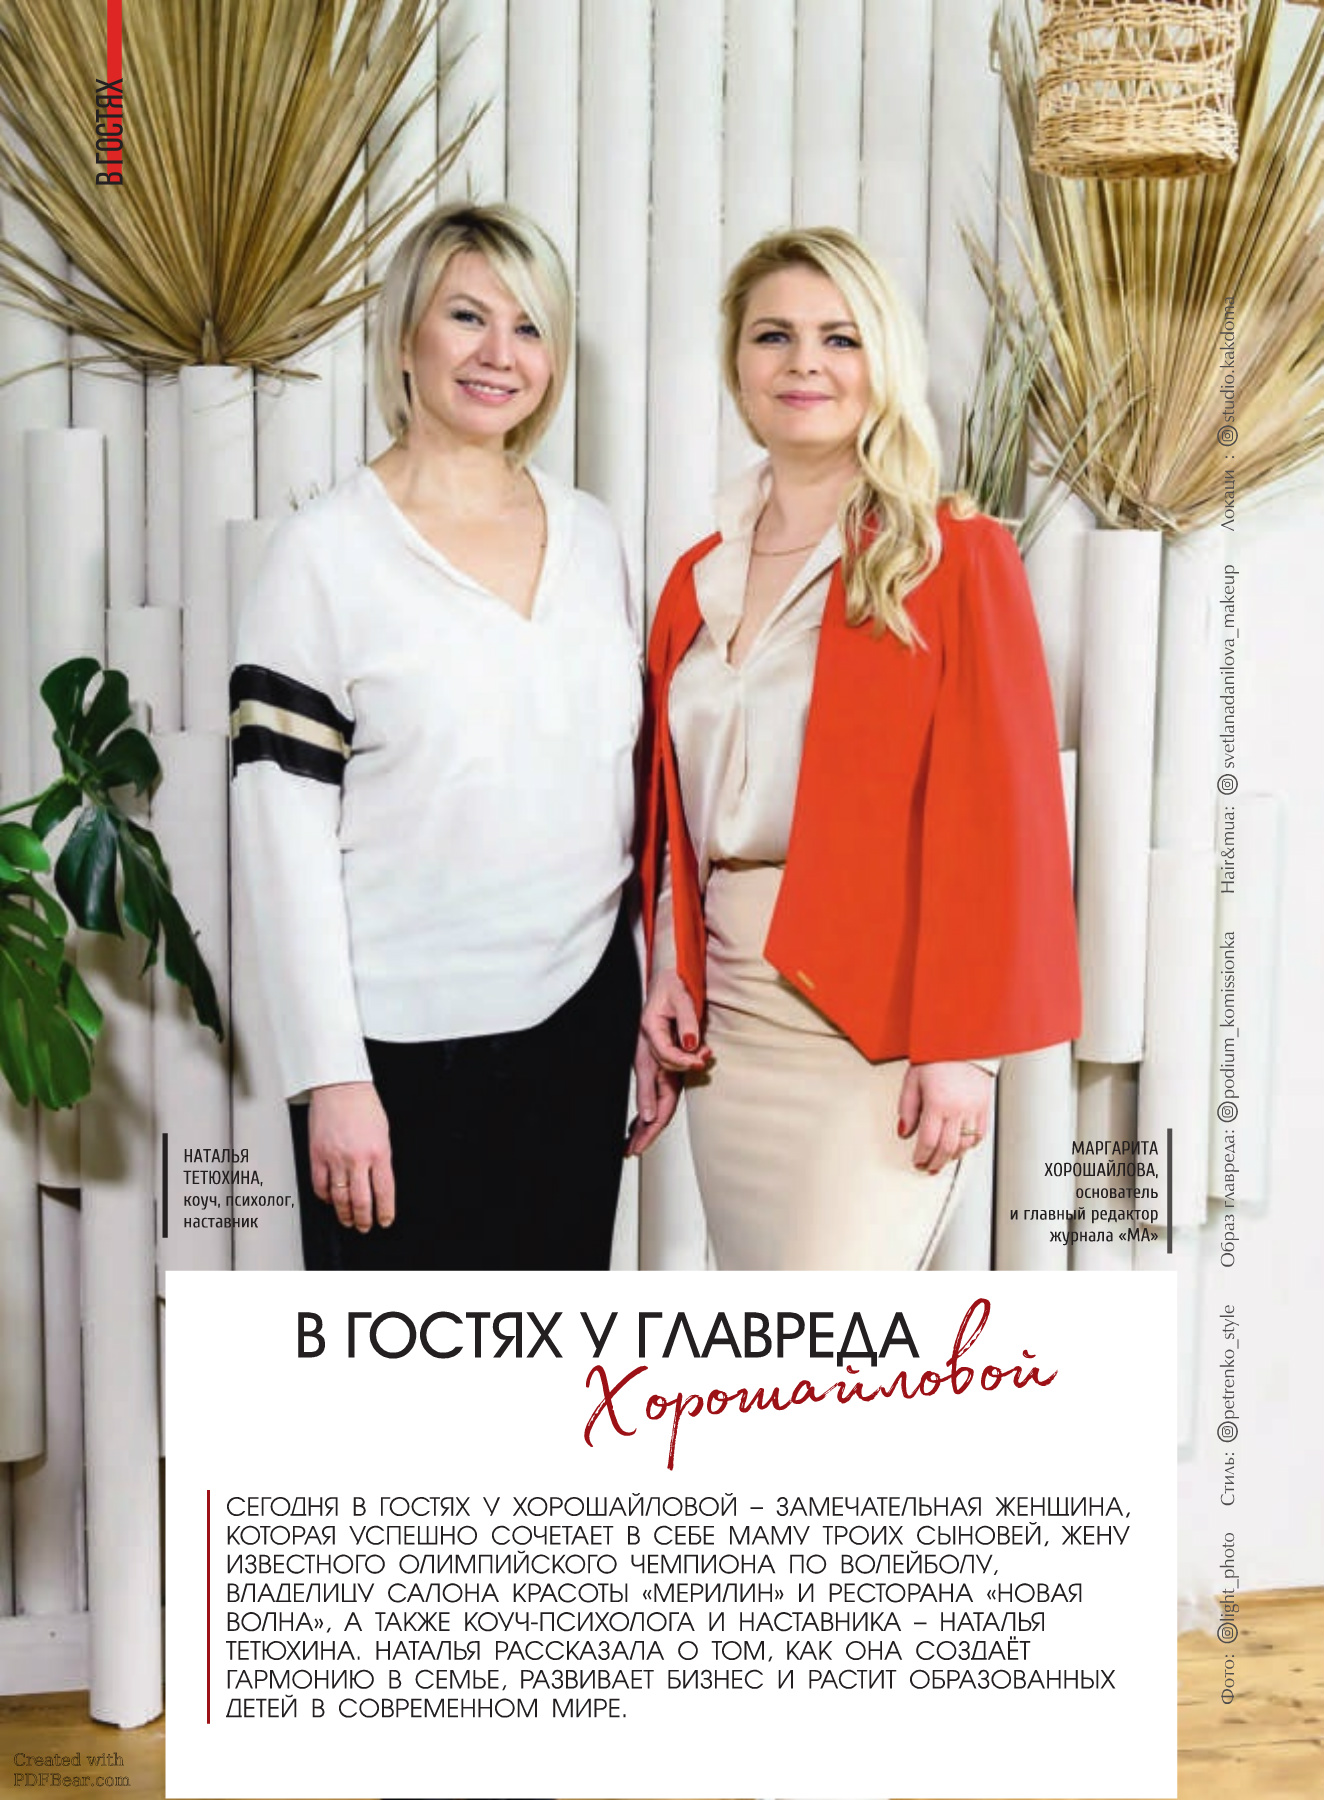 В ГОСТЯХ
НАТАЛЬЯ
ТЕТЮХИНА,
коуч, психолог,
наставник
МАРГАРИТА
ХОРОШАЙЛОВА,
основатель
и главный редактор
журнала «МА»
Фото: @light_photo Стиль: @petrenko_style Образ главреда: @podium_komissionka Hair&mua: @svetlanadanilova_makeup Локаци : @studio.kakdoma
В ГОСТЯХ У ГЛАВРЕДА
Хорошайловой
СЕГОДНЯ В ГОСТЯХ У ХОРОШАЙЛОВОЙ – ЗАМЕЧАТЕЛЬНАЯ ЖЕНЩИНА,
КОТОРАЯ УСПЕШНО СОЧЕТАЕТ В СЕБЕ МАМУ ТРОИХ СЫНОВЕЙ, ЖЕНУ
ИЗВЕСТНОГО ОЛИМПИЙСКОГО ЧЕМПИОНА ПО ВОЛЕЙБОЛУ,
ВЛАДЕЛИЦУ САЛОНА КРАСОТЫ «МЕРИЛИН» И РЕСТОРАНА «НОВАЯ
ВОЛНА», А ТАКЖЕ КОУЧ-ПСИХОЛОГА И НАСТАВНИКА – НАТАЛЬЯ
ТЕТЮХИНА. НАТАЛЬЯ РАССКАЗАЛА О ТОМ, КАК ОНА СОЗДАЁТ
ГАРМОНИЮ В СЕМЬЕ, РАЗВИВАЕТ БИЗНЕС И РАСТИТ ОБРАЗОВАННЫХ
ДЕТЕЙ В СОВРЕМЕННОМ МИРЕ.
Created with
PDFBear.com